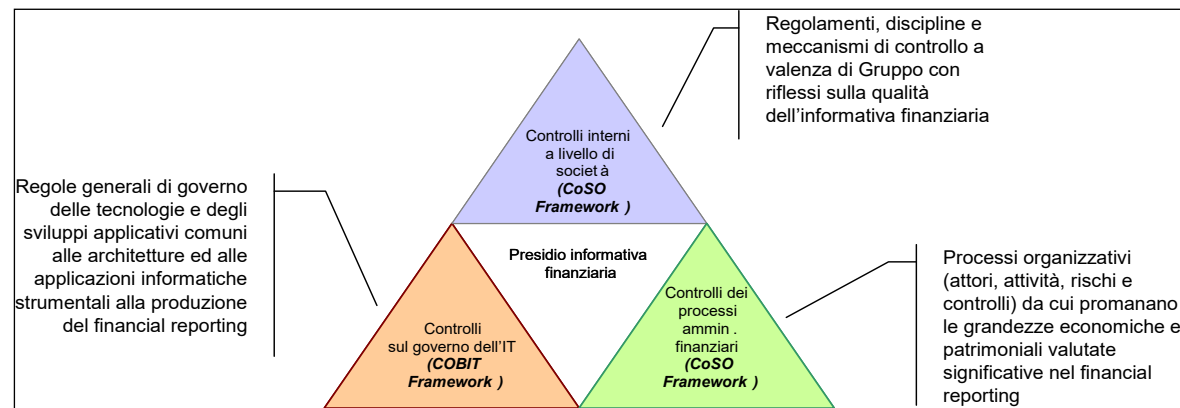 Regolamenti, discipline e
meccanismi di controllo a
valenza di Gruppo con
riflessi sulla qualità
dell’informativa finanziaria
Controlli interni
a livello di
societ à
(CoSO
Framework )
Regole generali di governo
delle tecnologie e degli
sviluppi applicativi comuni
alle architetture ed alle
applicazioni informatiche
strumentali alla produzione
del financial reporting
Presidio informativa
finanziaria
Controlli
sul governo dell’IT
(COBIT
Framework )
Controlli dei
processi
ammin .
finanziari
(CoSO
Framework )
Processi organizzativi
(attori, attività, rischi e
controlli) da cui promanano
le grandezze economiche e
patrimoniali valutate
significative nel financial
reporting